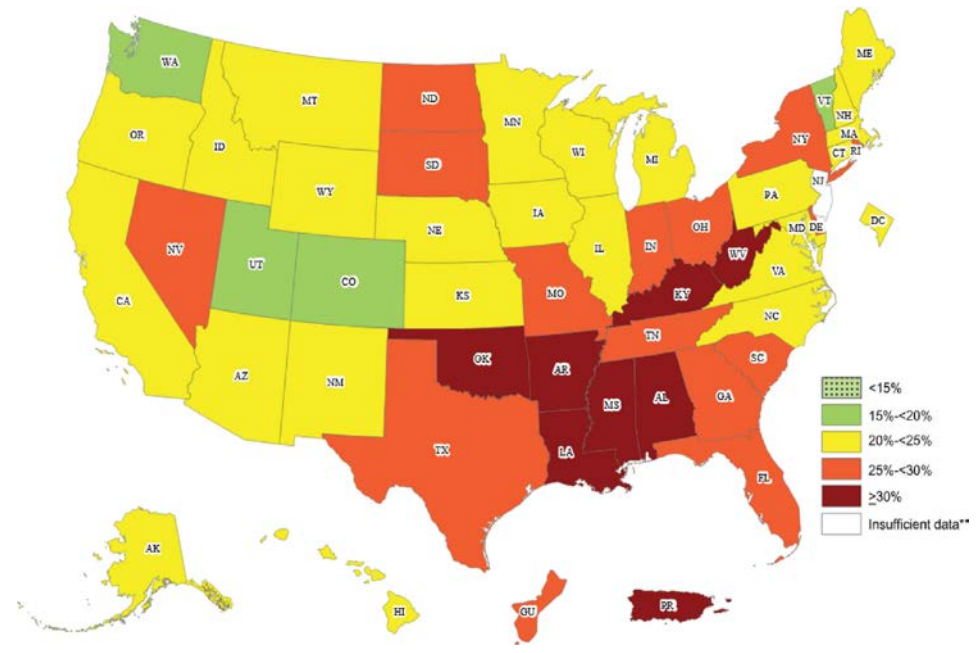 WA
MT
ND
MN
ME
VT
NH
OR
ID
SD
WI
MI
NY
MA
CT
RI
WY
IA
PA
NJ
NE
DC
NV
UT
CO
IL
IN
OH
MD
DE
WV
VA
CA
KS
MO
KY
NC
TN
AZ
NM
OK
AR
SC
MS
AL
GA
TX
LA
FL
<15%
15%-<20%
20%-<25%
25%-<30%
≥30%
Insufficient data**
AK
HI
GU
PR